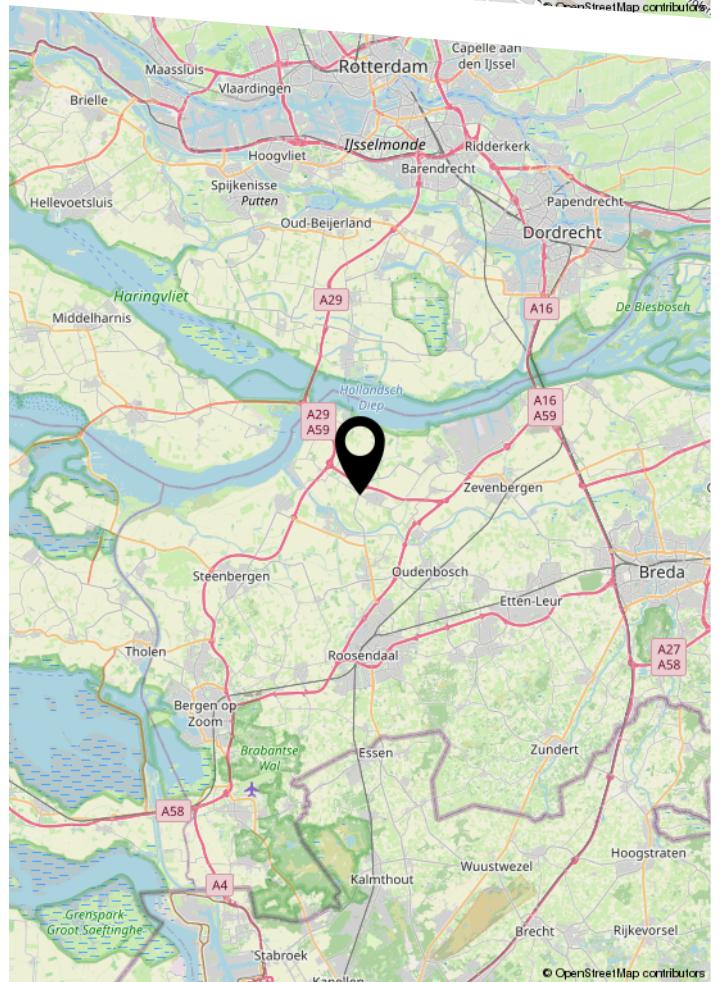 © OpenStreetMap contributors
Capelle aan
den IJssel
Rotterdam
Maassluis
Vlaardingen
Brielle
IJsselmonde
Ridderkerk
Hoogvliet
Barendrecht
Spijkenisse
Putten
Hellevoetsluis
Papendrecht
Oud-Beijerland
Dordrecht
Haringvliet
A29
De Biesbosch
A16
Middelharnis
Hollandsch
Diep
A16
A59
A29
A59
Zevenbergen
Steenbergen
Oudenbosch
Breda
Etten-Leur
Tholen
Roosendaal
A27
A58
Bergen op
Zoom
Brabantse
Wal
Essen
Zundert
A58
Hoogstraten
Wuustwezel
Kalmthout
A4
Grenspark
Groot Saeftinghe
Brecht
Rijkevorsel
Stabroek
Kapellen
© OpenStreetMap contributors